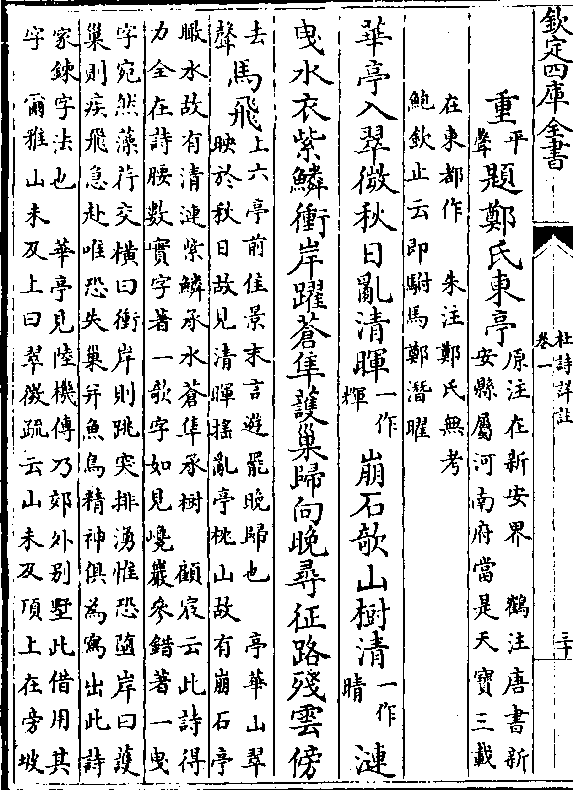 欽定四庫全書
杜詩詳註
卷一
三十
重平聲題鄭氏東亭原注在新安界 鶴注唐書新
安縣屬河南府當是天寶三載
在東都作 朱注鄭氏無考
鮑欽止云即駙馬鄭潛曜
華亭入翠微秋日亂清暉一作輝崩石欹山樹清一作晴漣
曳水衣紫鱗衝岸躍蒼隼護巢歸向晚尋征路殘雲傍
去聲馬飛上六亭前佳景末言遊罷晚歸也 亭華山翠
映於秋日故見清暉搖亂亭枕山故有崩石亭
瞰水故有清漣紫鱗承水蒼隼承樹 顧宸云此詩得
力全在詩腰數實字著一欹字如見巉巖參錯著一曳
字宛然藻荇交橫曰衝岸則跳突排湧惟恐隨岸曰護
巢則疾飛急赴唯恐失巢并魚鳥精神俱為寫出此詩
家鍊字法也 華亭見陸機傳乃郊外别墅此借用其
字 爾雅山未及上曰翠微疏云山未及頂上在旁坡